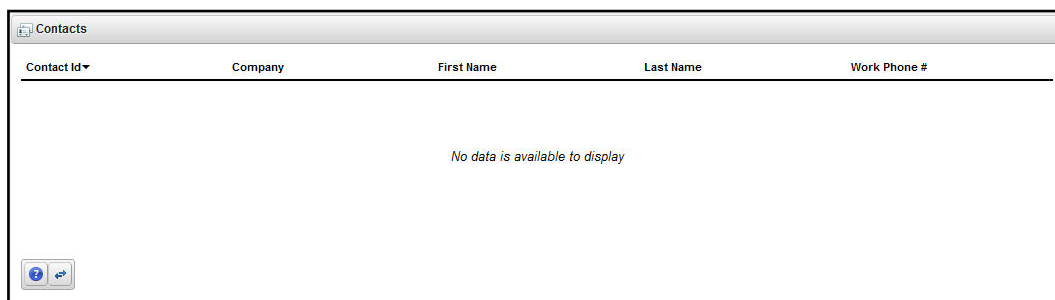 Contacts
Contact Id Company First Name Last Name Work Phone #
No data is available to display
?